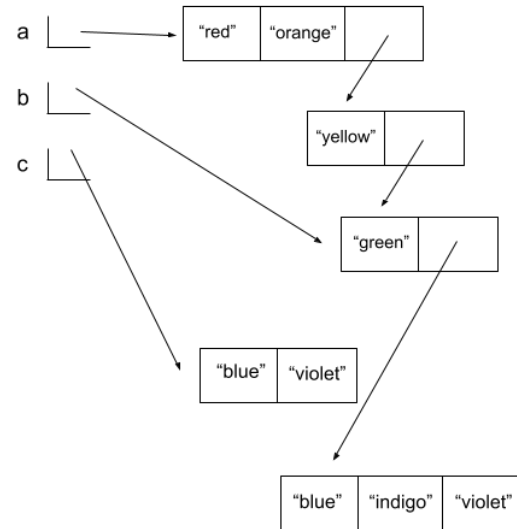 a “red” “orange”
b “yellow”
c
“green”
“blue” “violet”
“blue” “indigo” “violet”